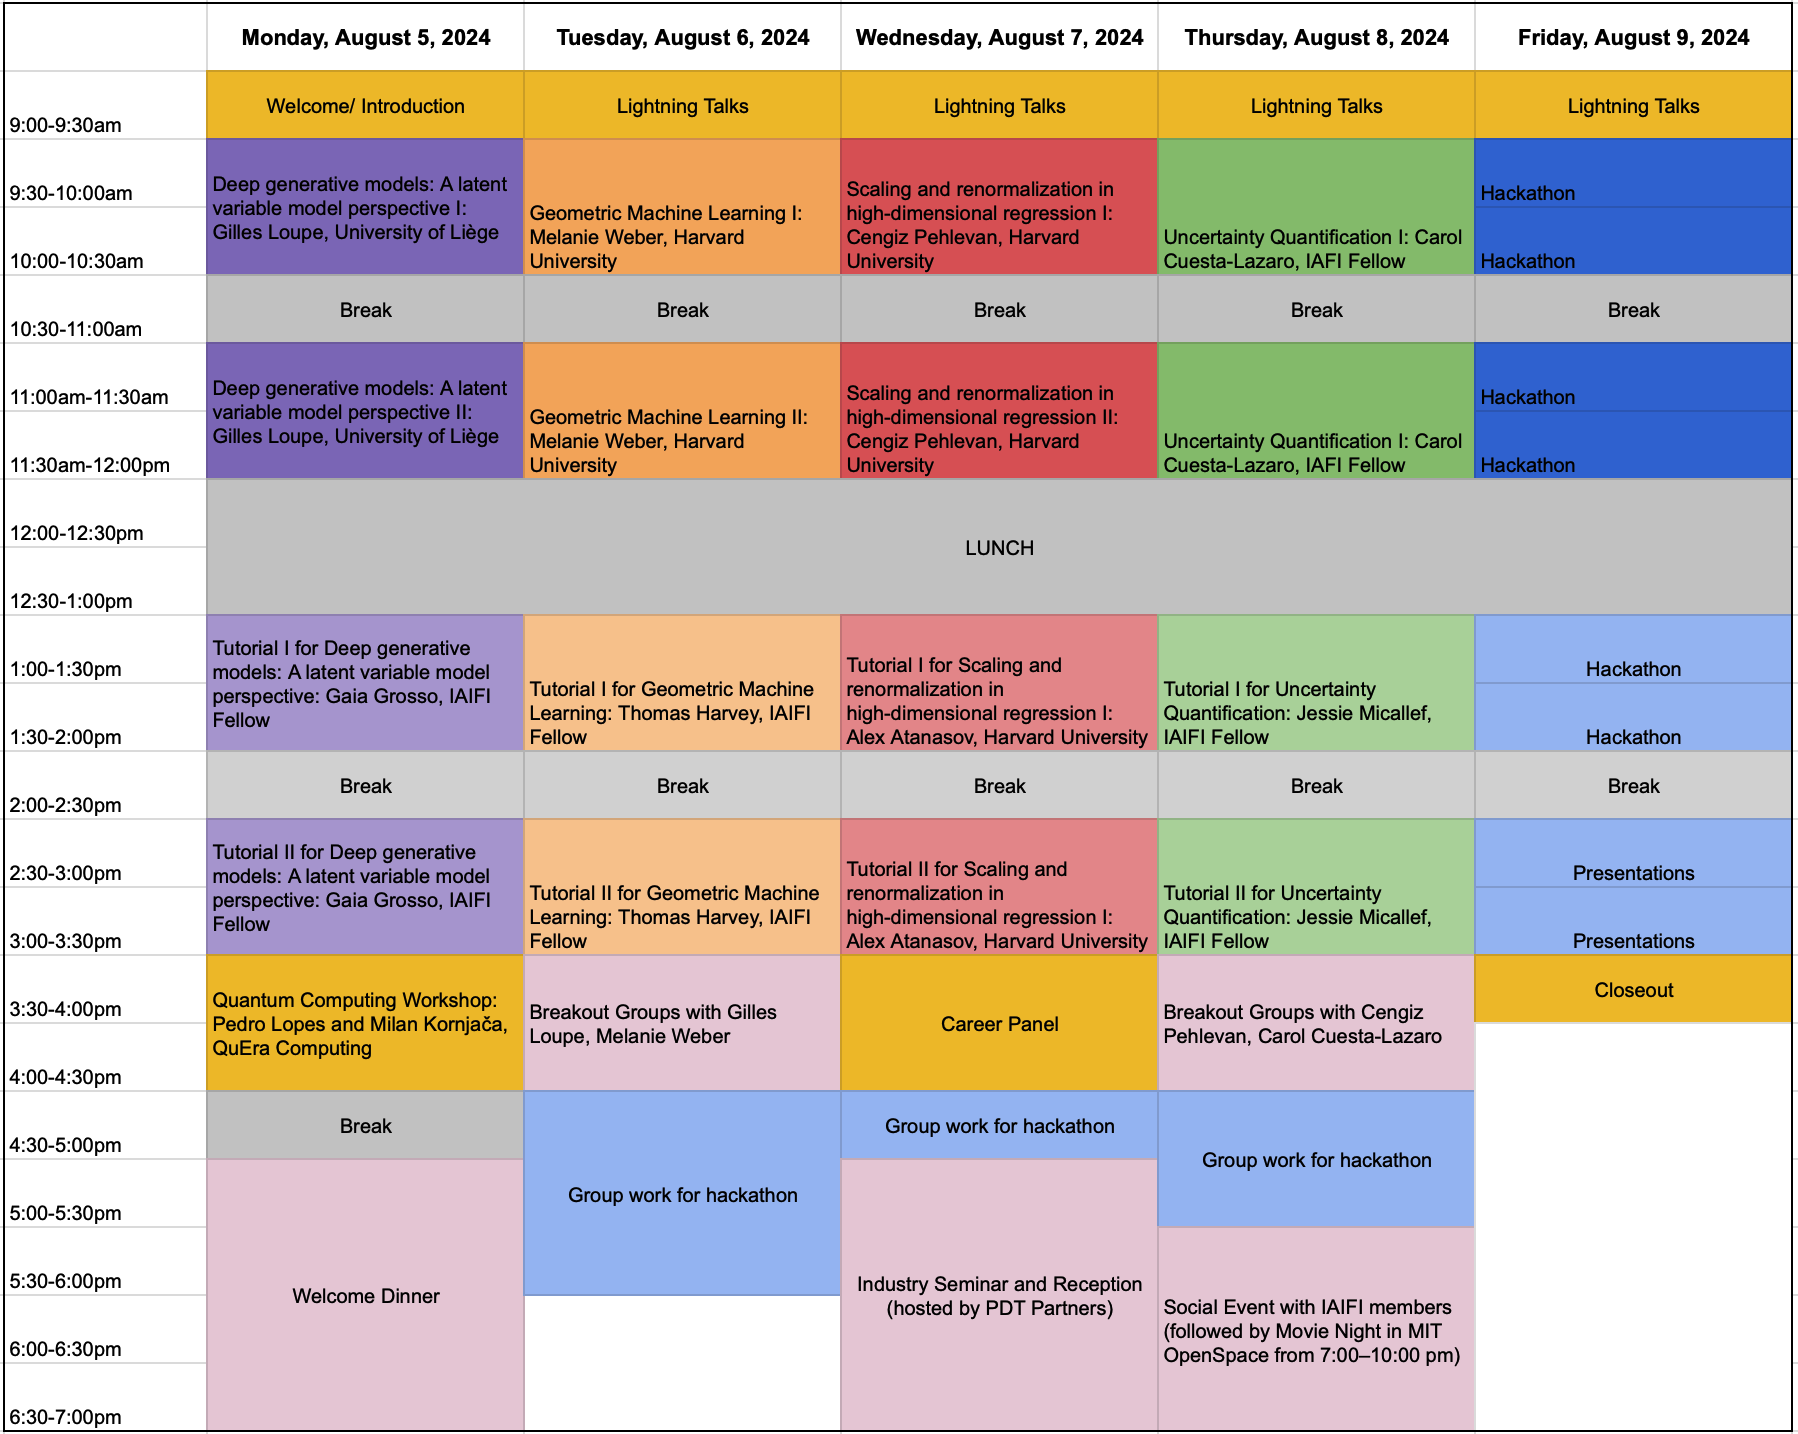 Monday, August 5, 2024
Tuesday, August 6, 2024
Wednesday, August 7, 2024
Thursday, August 8, 2024
Friday, August 9, 2024
9:00-9:30am
Welcome/ Introduction
Lightning Talks
Lightning Talks
Lightning Talks
Lightning Talks
9:30-10:00am
10:00-10:30am
Deep generative models: A latent
variable model perspective I:
Gilles Loupe, University of Liège
Geometric Machine Learning I:
Melanie Weber, Harvard
University
Scaling and renormalization in
high-dimensional regression I:
Cengiz Pehlevan, Harvard
University
Uncertainty Quantification I: Carol
Cuesta-Lazaro, IAFI Fellow
Hackathon
Hackathon
10:30-11:00am
Break
Break
Break
Break
Break
11:00am-11:30am
11:30am-12:00pm
Deep generative models: A latent
variable model perspective II:
Gilles Loupe, University of Liège
Geometric Machine Learning II:
Melanie Weber, Harvard
University
Scaling and renormalization in
high-dimensional regression II:
Cengiz Pehlevan, Harvard
University
Uncertainty Quantification I: Carol
Cuesta-Lazaro, IAFI Fellow
Hackathon
Hackathon
12:00-12:30pm
12:30-1:00pm
LUNCH
1:00-1:30pm
1:30-2:00pm
Tutorial I for Deep generative
models: A latent variable model
perspective: Gaia Grosso, IAIFI
Fellow
Tutorial I for Geometric Machine
Learning: Thomas Harvey, IAIFI
Fellow
Tutorial I for Scaling and
renormalization in
high-dimensional regression I:
Alex Atanasov, Harvard University
Tutorial I for Uncertainty
Quantification: Jessie Micallef,
IAIFI Fellow
Hackathon
Hackathon
2:00-2:30pm
Break
Break
Break
Break
Break
2:30-3:00pm
3:00-3:30pm
Tutorial II for Deep generative
models: A latent variable model
perspective: Gaia Grosso, IAIFI
Fellow
Tutorial II for Geometric Machine
Learning: Thomas Harvey, IAIFI
Fellow
Tutorial II for Scaling and
renormalization in
high-dimensional regression I:
Alex Atanasov, Harvard University
Tutorial II for Uncertainty
Quantification: Jessie Micallef,
IAIFI Fellow
Presentations
Presentations
3:30-4:00pm
4:00-4:30pm
Quantum Computing Workshop:
Pedro Lopes and Milan Kornjača,
QuEra Computing
Breakout Groups with Gilles
Loupe, Melanie Weber
Career Panel
Breakout Groups with Cengiz
Pehlevan, Carol Cuesta-Lazaro
Closeout
4:30-5:00pm
5:00-5:30pm
5:30-6:00pm
6:00-6:30pm
6:30-7:00pm
Break
Welcome Dinner
Group work for hackathon
Group work for hackathon
Industry Seminar and Reception
(hosted by PDT Partners)
Group work for hackathon
Social Event with IAIFI members
(followed by Movie Night in MIT
OpenSpace from 7:00–10:00 pm)